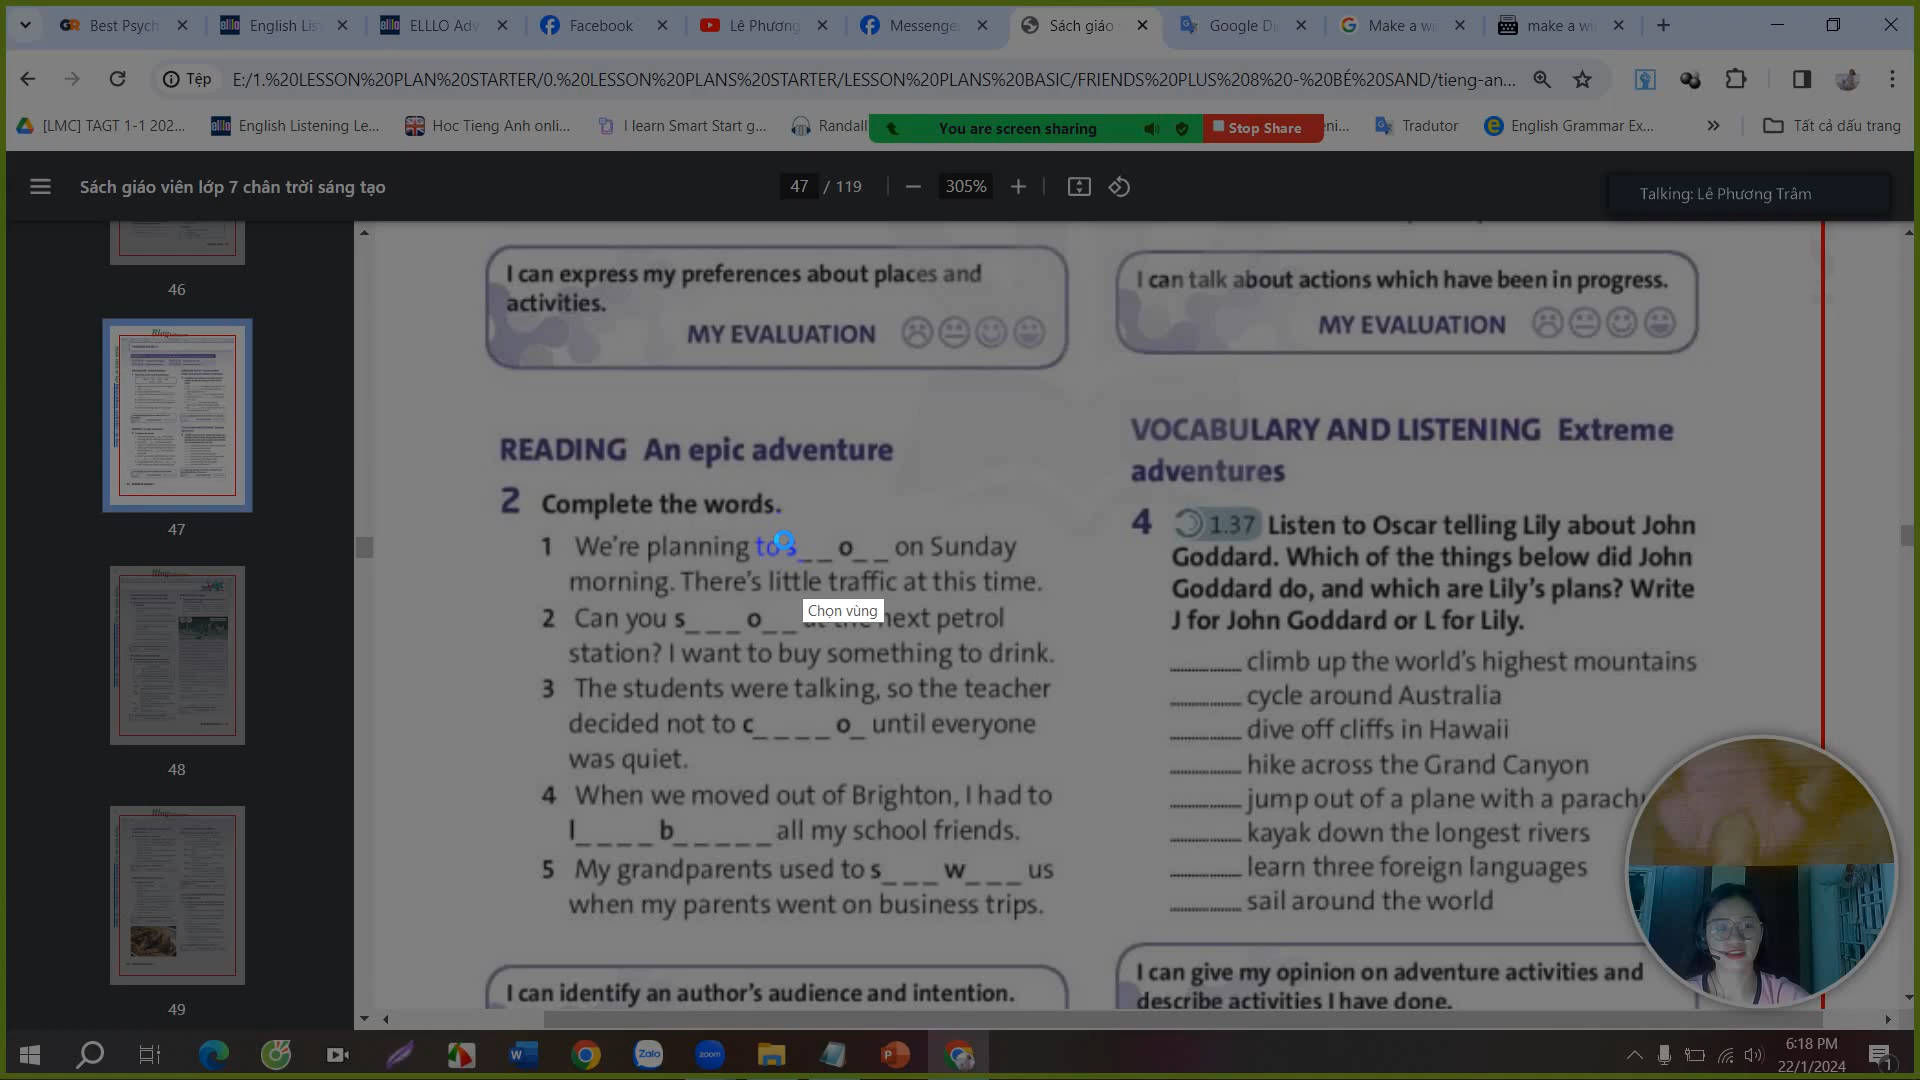 Best Psych
English Lis
ELLLO Adv
Facebook
Lê Phương
Messenge
Sách giáo
Google Di
Make a wi
make a wi
Tệp
E:/1.%20LESSON%20PLAN%20STARTER/0.%20LESSON%20PLANS%20STARTER/LESSON%20PLANS%20BASIC/FRIENDS%20PLUS%208%20-%20BÉ%20SAND/tieng-an...
[LMC] TAGT 1-1 202...
English Listening Le...
Hoc Tieng Anh onli...
I learn Smart Start g...
Randall
You are screen sharing
Stop Share
eni...
Tradutor
English Grammar Ex...
Tất cả dấu trang
Sách giáo viên lớp 7 chân trời sáng tạo
47 / 119
305%
Talking: Lê Phương Trâm
46
47
48
49
I can express my preferences about places and
activities.
MY EVALUATION
READING An epic adventure
2 Complete the words.
1 We're planning to s_ _ o_ _ on Sunday
morning. There's little traffic at this time.
Chọn vùng
2 Can you s_ _ _ o_ _ at the next petrol
station? I want to buy something to drink.
3 The students were talking, so the teacher
decided not to c_ _ _ _ o_ until everyone
was quiet.
4 When we moved out of Brighton, I had to
l_ _ _ _ b_ _ _ _ _ all my school friends.
5 My grandparents used to s_ _ _ w_ _ _ us
when my parents went on business trips.
I can identify an author's audience and intention.
I can talk about actions which have been in progress.
MY EVALUATION
VOCABULARY AND LISTENING Extreme
adventures
4 1.37 Listen to Oscar telling Lily about John
Goddard. Which of the things below did John
Goddard do, and which are Lily's plans? Write
J for John Goddard or L for Lily.
............... climb up the world's highest mountains
............... cycle around Australia
............... dive off cliffs in Hawaii
............... hike across the Grand Canyon
............... jump out of a plane with a parach
............... kayak down the longest rivers
............... learn three foreign languages
............... sail around the world
I can give my opinion on adventure activities and
describe activities I have done.
Zalo
zoom
6:18 PM
22/1/2024
1